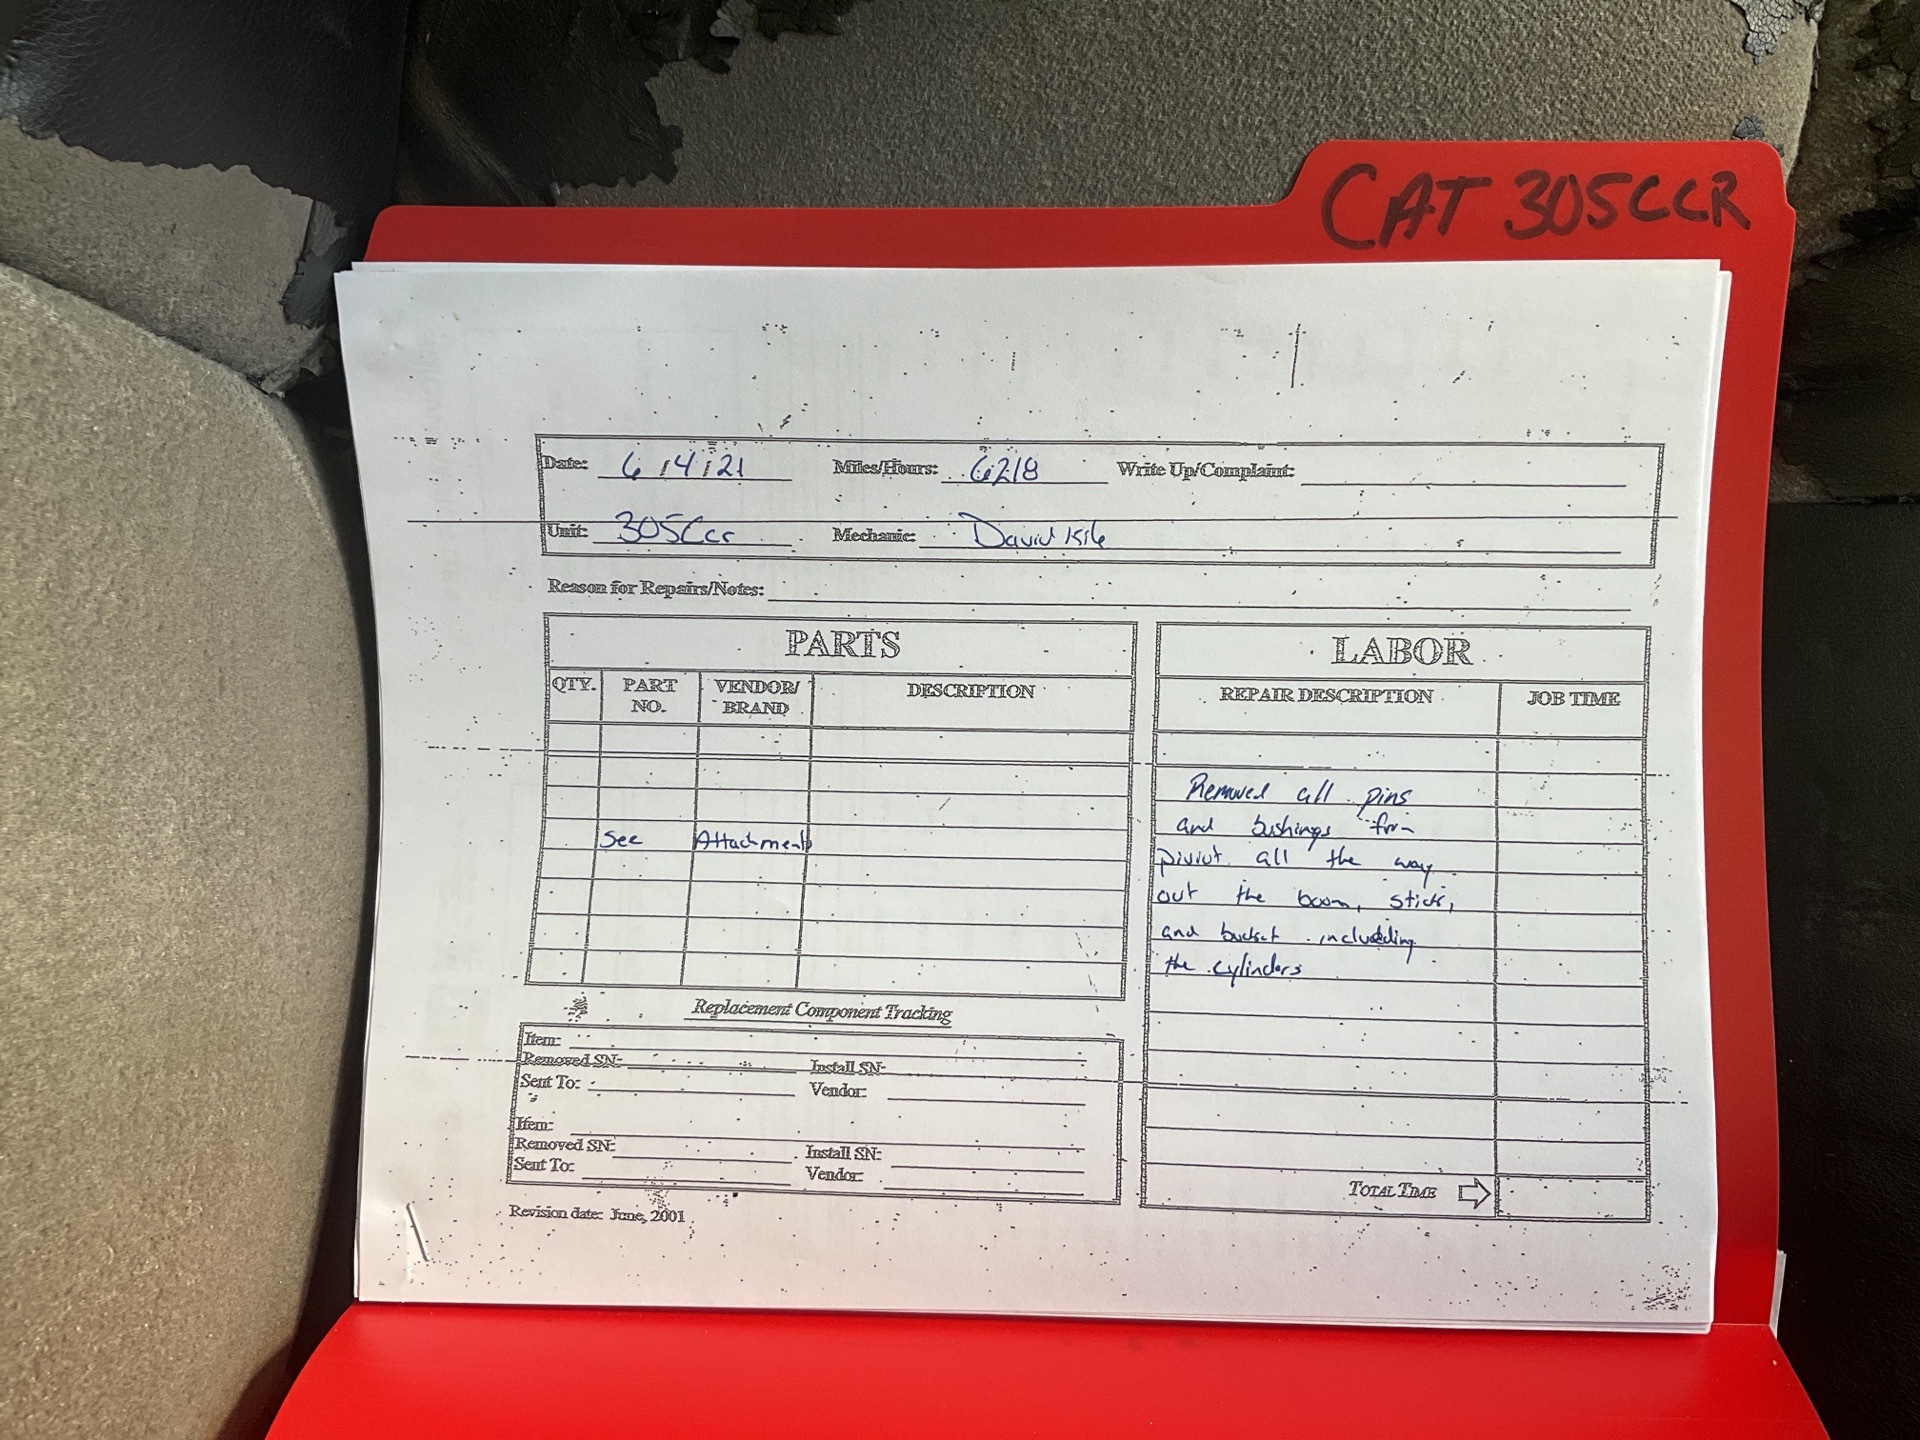 CAT 305CCR
Date: 6/4/21 Miles/Hours: 6218 Write Up/Complaint:
Unit: 305Ccr Mechanic: David Kile
Reason for Repairs/Notes:
PARTS
QTY. PART NO. VENDOR/BRAND DESCRIPTION
See Attachment
LABOR
REPAIR DESCRIPTION JOB TIME
Removed all pins
and bushings from
pivot all the way
out the boom, stick,
and bucket including
the cylinders
TOTAL TIME
Replacement Component Tracking
Item:
Removed SN: Install SN:
Sent To: Vendor:
Item:
Removed SN: Install SN:
Sent To: Vendor:
Revision date: June, 2001